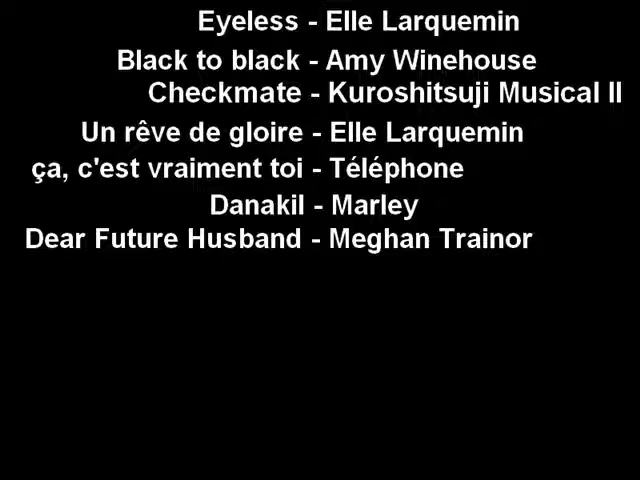 Eyeless - Elle Larquemin
Black to black - Amy Winehouse
Checkmate - Kuroshitsuji Musical II
Un rêve de gloire - Elle Larquemin
ça, c'est vraiment toi - Téléphone
Danakil - Marley
Dear Future Husband - Meghan Trainor